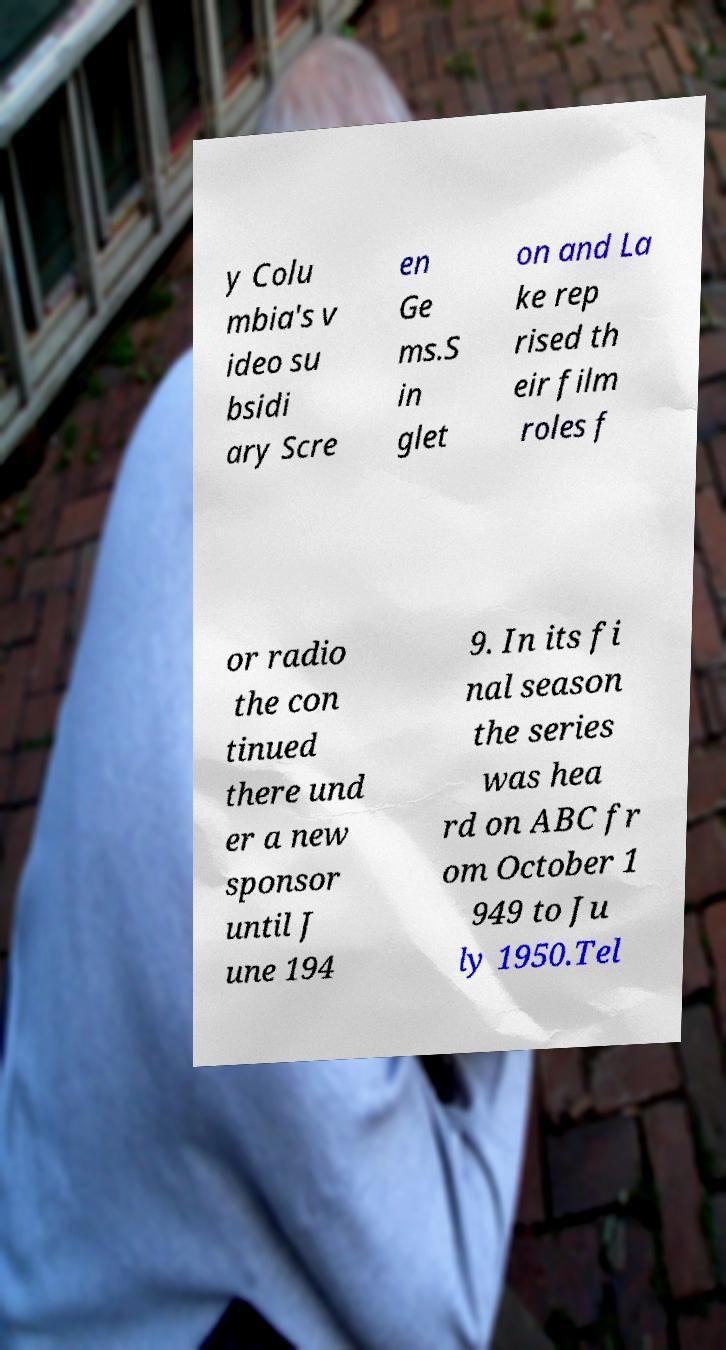 y Colu
mbia's v
ideo su
bsidi
ary Scre
en
Ge
ms.S
in
glet
on and La
ke rep
rised th
eir film
roles f
or radio
the con
tinued
there und
er a new
sponsor
until J
une 194
9. In its fi
nal season
the series
was hea
rd on ABC fr
om October 1
949 to Ju
ly 1950.Tel